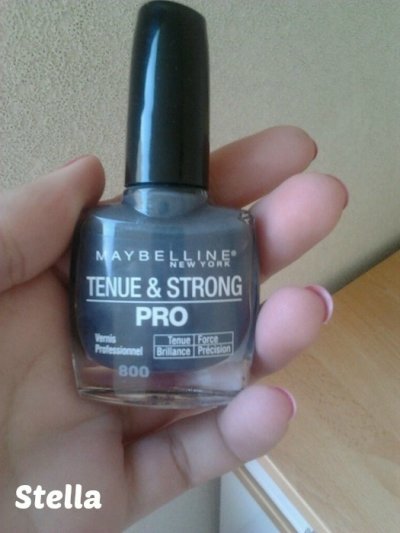 MAYBELLINE®
NEW YORK
TENUE & STRONG
PRO
Vernis
Professionnel
Tenue Force
Brillance Précision
800
Stella